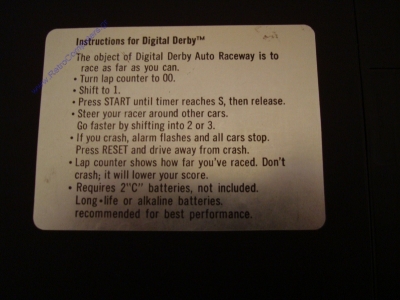 Instructions for Digital Derby™
The object of Digital Derby Auto Raceway is to
race as far as you can.
• Turn lap counter to 00.
• Shift to 1.
• Press START until timer reaches S, then release.
• Steer your racer around other cars.
Go faster by shifting into 2 or 3.
• If you crash, alarm flashes and all cars stop.
Press RESET and drive away from crash.
• Lap counter shows how far you've raced. Don't
crash; it will lower your score.
• Requires 2"C" batteries, not included.
Long-life or alkaline batteries.
recommended for best performance.